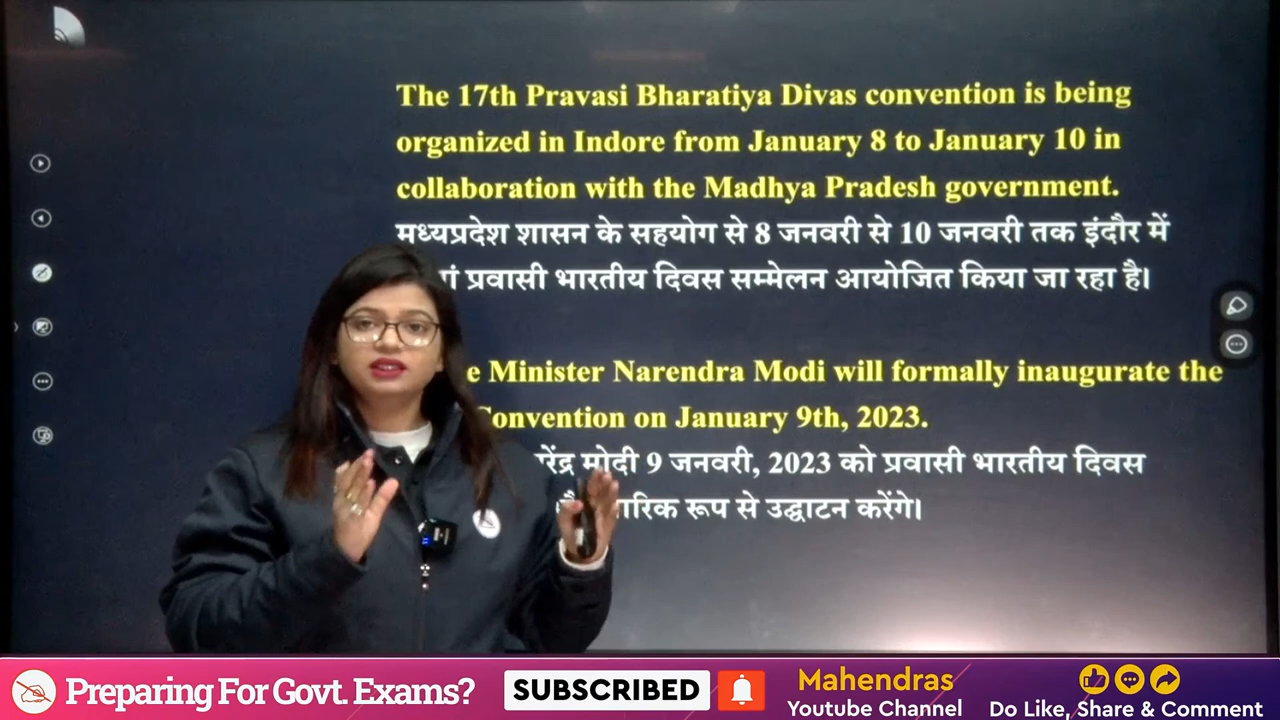 The 17th Pravasi Bharatiya Divas convention is being
organized in Indore from January 8 to January 10 in
collaboration with the Madhya Pradesh government.
मध्यप्रदेश शासन के सहयोग से 8 जनवरी से 10 जनवरी तक इंदौर में
प्रवासी भारतीय दिवस सम्मेलन आयोजित किया जा रहा है।
Minister Narendra Modi will formally inaugurate the
Convention on January 9th, 2023.
मोदी 9 जनवरी, 2023 को प्रवासी भारतीय दिवस
रूप से उद्घाटन करेंगे।
Preparing For Govt. Exams?
SUBSCRIBED
Mahendras
Youtube Channel
Do Like, Share & Comment